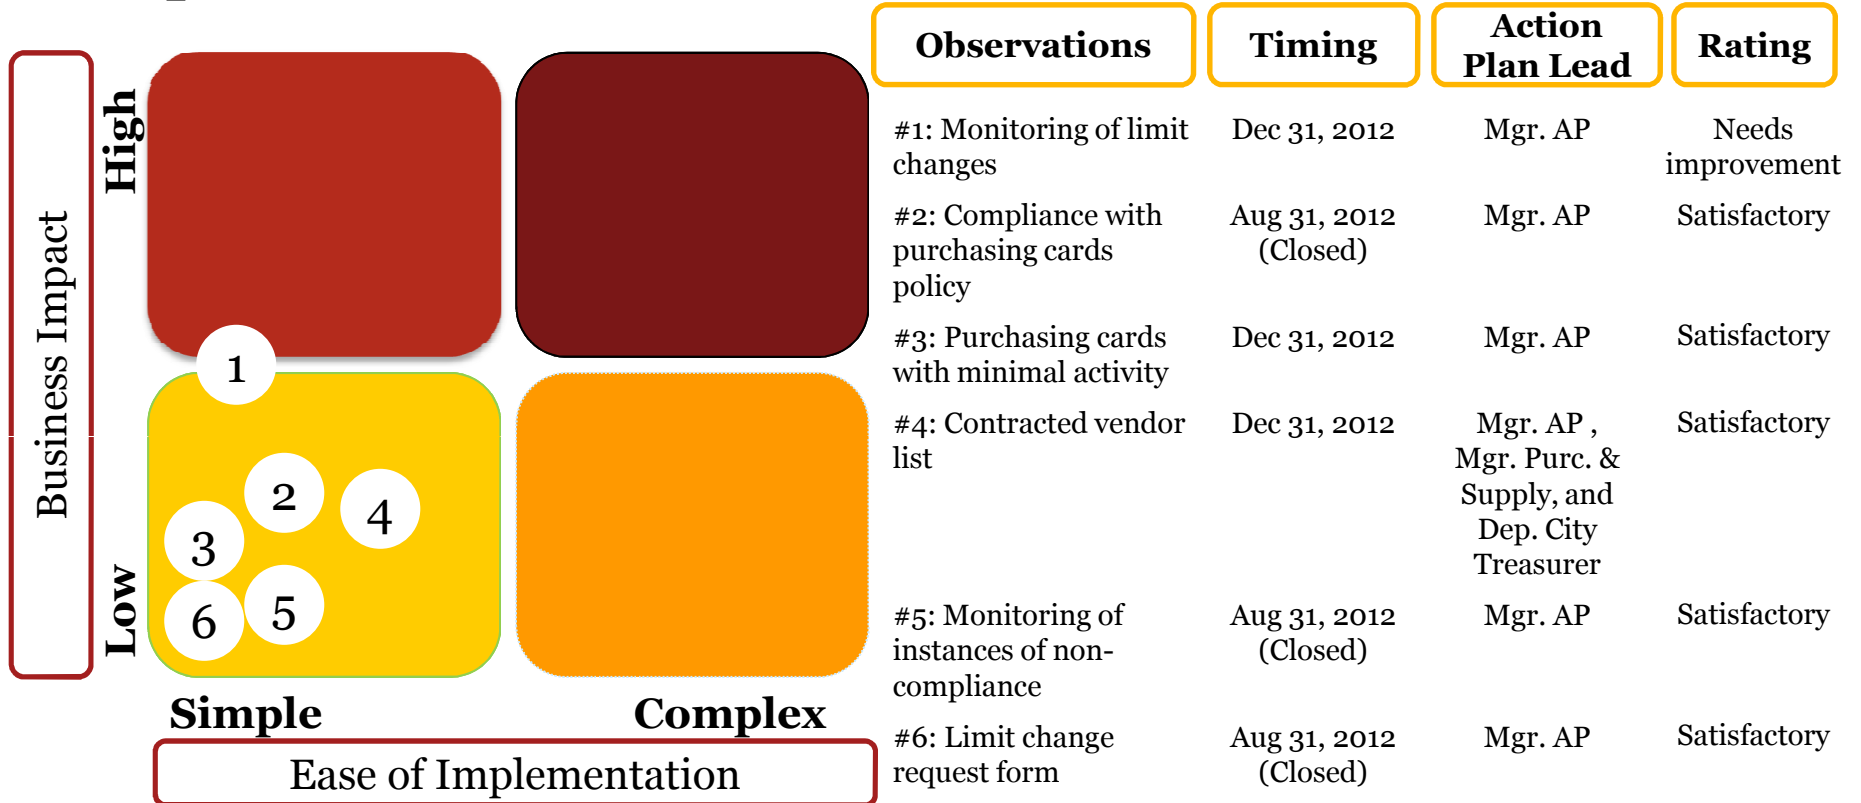 High
Low
Business Impact
1
2
4
3
5
6
Simple
Complex
Ease of Implementation
Observations
Timing
Action
Plan Lead
Rating
#1: Monitoring of limit
changes
Dec 31, 2012
Mgr. AP
Needs
improvement
#2: Compliance with
purchasing cards
policy
Aug 31, 2012
(Closed)
Mgr. AP
Satisfactory
#3: Purchasing cards
with minimal activity
Dec 31, 2012
Mgr. AP
Satisfactory
#4: Contracted vendor
list
Dec 31, 2012
Mgr. AP ,
Mgr. Purc. &
Supply, and
Dep. City
Treasurer
Satisfactory
#5: Monitoring of
instances of non-
compliance
Aug 31, 2012
(Closed)
Mgr. AP
Satisfactory
#6: Limit change
request form
Aug 31, 2012
(Closed)
Mgr. AP
Satisfactory